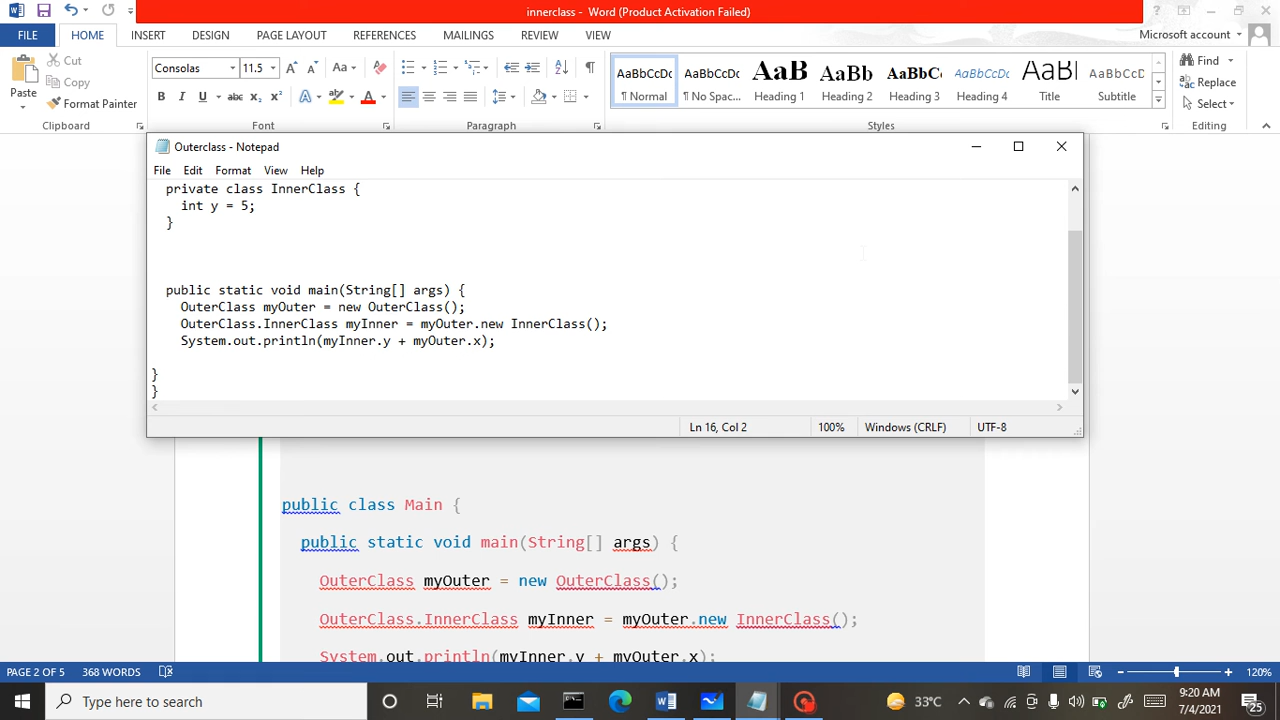 innerclass - Word (Product Activation Failed)
FILE HOME INSERT DESIGN PAGE LAYOUT REFERENCES MAILINGS REVIEW VIEW Microsoft account
Cut
Copy
Format Painter
Paste
Clipboard
Consolas 11.5
Font
Paragraph
AaBbCcDc AaBbCcDc AaB AaBb AaBbC AaBbCcD AaBl AaBbCcD
¶ Normal ¶ No Spac... Heading 1 Heading 2 Heading 3 Heading 4 Title Subtitle
Styles
Find
Replace
Select
Editing
Outerclass - Notepad
File Edit Format View Help
private class InnerClass {
int y = 5;
}
public static void main(String[] args) {
OuterClass myOuter = new OuterClass();
OuterClass.InnerClass myInner = myOuter.new InnerClass();
System.out.println(myInner.y + myOuter.x);
}
}
Ln 16, Col 2 100% Windows (CRLF) UTF-8
public class Main {
public static void main(String[] args) {
OuterClass myOuter = new OuterClass();
OuterClass.InnerClass myInner = myOuter.new InnerClass();
System.out.println(myInner.y + myOuter.x);
PAGE 2 OF 5 368 WORDS 120%
Type here to search
33°C
9:20 AM
7/4/2021
25